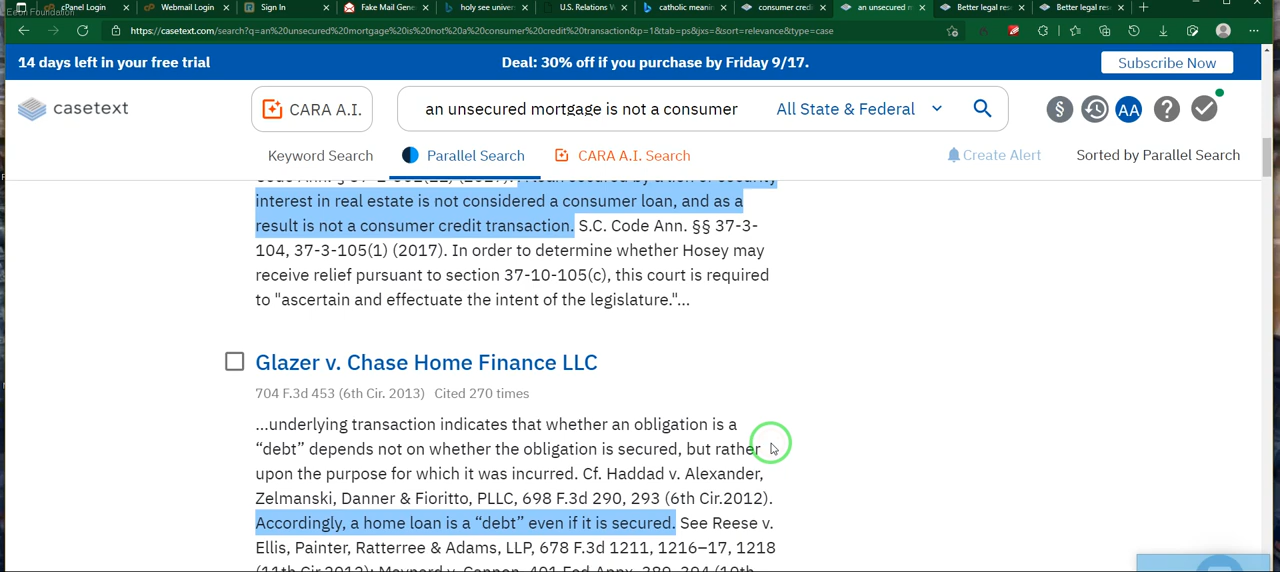 Eeon Foundation
cPanel Login
Webmail Login
Sign In
Fake Mail Gene
holy see univers
U.S. Relations W
catholic meanin
consumer credi
an unsecured m
Better legal rese
Better legal rese
https://casetext.com/search?q=an%20unsecured%20mortgage%20is%20not%20a%20consumer%20credit%20transaction&p=1&tab=ps&jxs=&sort=relevance&type=case
14 days left in your free trial
Deal: 30% off if you purchase by Friday 9/17.
Subscribe Now
casetext
CARA A.I.
an unsecured mortgage is not a consumer
All State & Federal
§
AA
?
Keyword Search
Parallel Search
CARA A.I. Search
Create Alert
Sorted by Parallel Search
interest in real estate is not considered a consumer loan, and as a
result is not a consumer credit transaction. S.C. Code Ann. §§ 37-3-
104, 37-3-105(1) (2017). In order to determine whether Hosey may
receive relief pursuant to section 37-10-105(c), this court is required
to "ascertain and effectuate the intent of the legislature."...
Glazer v. Chase Home Finance LLC
704 F.3d 453 (6th Cir. 2013) Cited 270 times
...underlying transaction indicates that whether an obligation is a
“debt” depends not on whether the obligation is secured, but rather
upon the purpose for which it was incurred. Cf. Haddad v. Alexander,
Zelmanski, Danner & Fioritto, PLLC, 698 F.3d 290, 293 (6th Cir.2012).
Accordingly, a home loan is a “debt” even if it is secured. See Reese v.
Ellis, Painter, Ratterree & Adams, LLP, 678 F.3d 1211, 1216–17, 1218